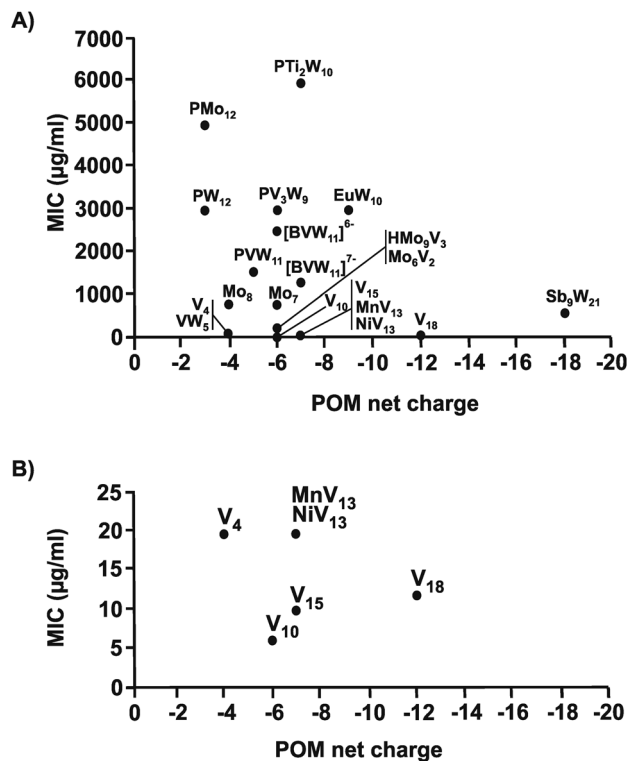 A)
MIC (µg/ml)
7000
6000
5000
4000
3000
2000
1000
0
PTi₂W₁₀
PMo₁₂
PW₁₂
PV₃W₉
EuW₁₀
[BVW₁₁]⁶⁻
HMo₉V₃
Mo₆V₂
PVW₁₁
[BVW₁₁]⁷⁻
Mo₈
Mo₇
V₄
VW₅
V₁₀
V₁₅
MnV₁₃
NiV₁₃
V₁₈
Sb₉W₂₁
0 -2 -4 -6 -8 -10 -12 -14 -16 -18 -20
POM net charge
B)
MIC (µg/ml)
25
20
15
10
5
0
V₄
MnV₁₃
NiV₁₃
V₁₅
V₁₈
V₁₀
0 -2 -4 -6 -8 -10 -12 -14 -16 -18 -20
POM net charge